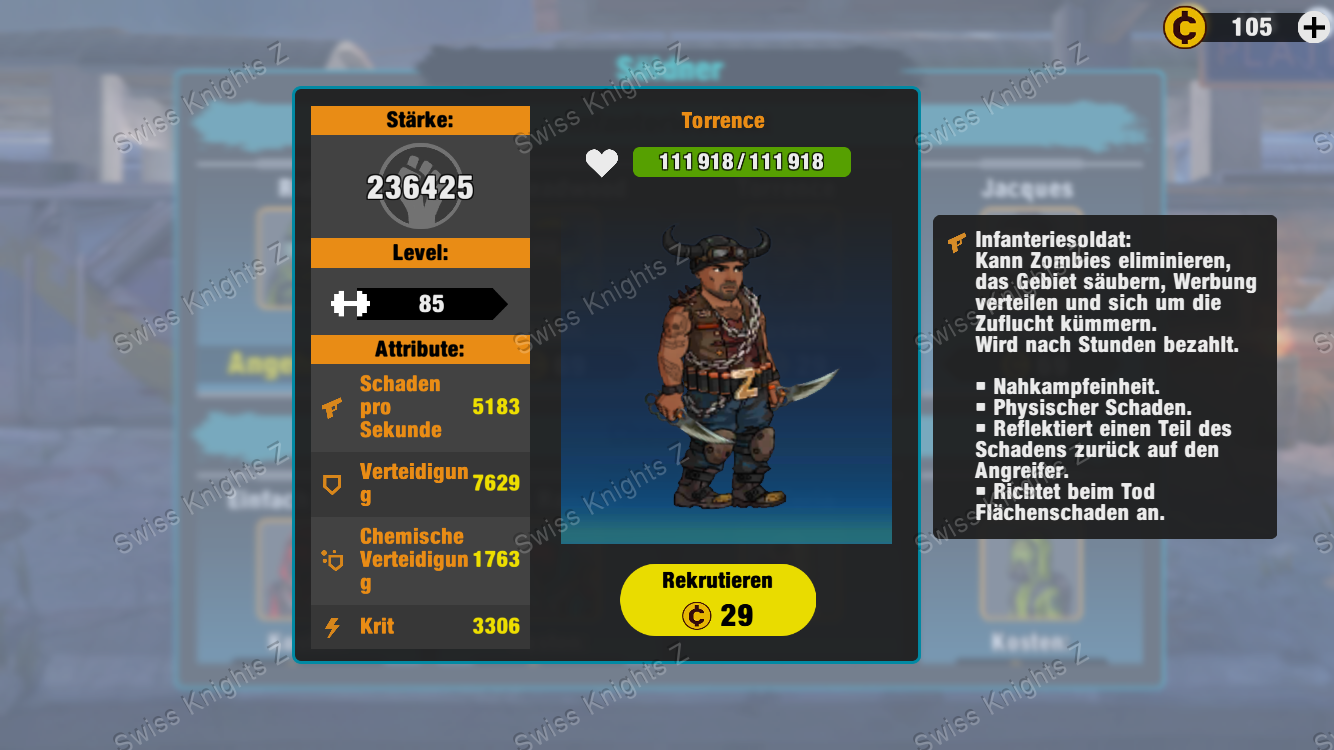 105
Söldner
Swiss Knights Z
Stärke:
236425
Level:
85
Attribute:
Schaden
pro
Sekunde
5183
Verteidigun
g
7629
Chemische
Verteidigun
g
1763
Krit
3306
Torrence
111 918/111 918
Z
Rekrutieren
29
Jacques
Infanteriesoldat:
Kann Zombies eliminieren,
das Gebiet säubern, Werbung
verteilen und sich um die
Zuflucht kümmern.
Wird nach Stunden bezahlt.
▪ Nahkampfeinheit.
▪ Physischer Schaden.
▪ Reflektiert einen Teil des
Schadens zurück auf den
Angreifer.
▪ Richtet beim Tod
Flächenschaden an.
Kosten: